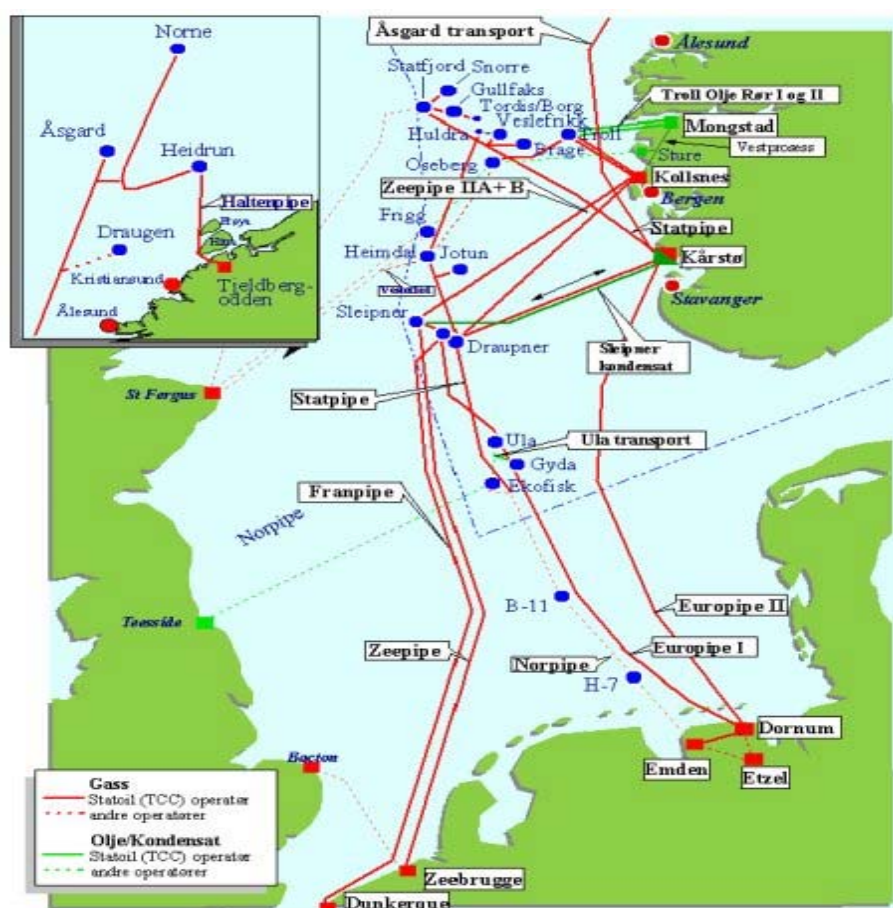 Norne
Åsgard
Heidrun
Haltenpipe
Draugen
Kristiansund
Tjeldberg-
odden
Ålesund
Åsgard transport
Ålesund
Statfjord
Snorre
Gullfaks
Tordis/Borg
Veslefrikk
Huldra
Troll
Brage
Oseberg
Troll Olje Rør I og II
Mongstad
Vestprosess
Sture
Kollsnes
Bergen
Zeepipe IIA + B
Statpipe
Frigg
Heimdal
Jotun
Kårstø
Stavanger
Sleipner
Draupner
Sleipner
kondensat
St Fergus
Statpipe
Ula
Ula transport
Gyda
Ekofisk
Franpipe
Norpipe
B-11
Europipe II
Teesside
Zeepipe
Norpipe
Europipe I
H-7
Dornum
Emden
Etzel
Bacton
Zeebrugge
Dunkerque
Gass
Statoil (TCC) operatør
andre operatører
Olje/Kondensat
Statoil (TCC) operatør
andre operatører